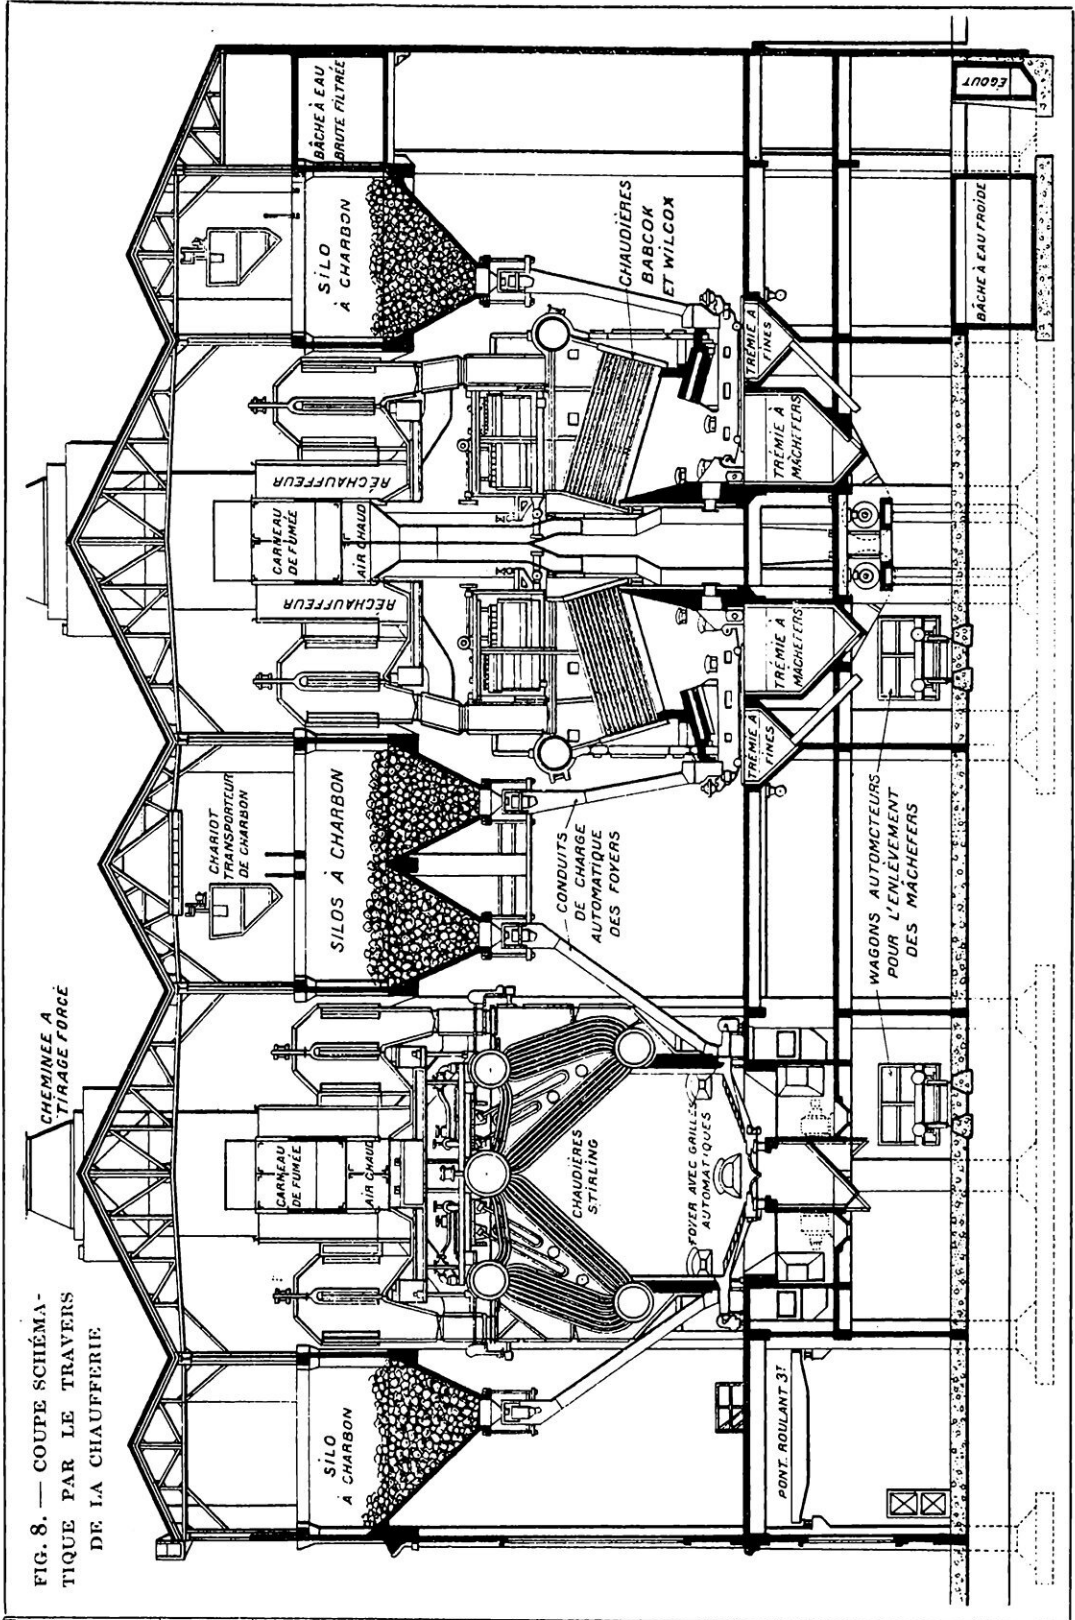 FIG. 8. — COUPE SCHÉMA-
TIQUE PAR LE TRAVERS
DE LA CHAUFFERIE
CHEMINÉE A
TIRAGE FORCÉ
CHARIOT
TRANSPORTEUR
DE CHARBON
SILO
À CHARBON
CARNEAU
DE FUMÉE
AIR CHAUD
SILOS À CHARBON
RÉCHAUFFEUR
CARNEAU
DE FUMÉE
AIR CHAUD
RÉCHAUFFEUR
SILO
À CHARBON
BÂCHE À EAU
BRUTE FILTRÉE
CHAUDIÈRES
STIRLING
FOYER AVEC GRILLES
AUTOMATIQUES
CONDUITS
DE CHARGE
AUTOMATIQUE
DES FOYERS
CHAUDIÈRES
BABCOK
ET WILCOX
PONT. ROULANT 3T
TRÉMIE À
FINES
TRÉMIE À
MÂCHEFERS
TRÉMIE À
MÂCHEFERS
TRÉMIE À
FINES
WAGONS AUTOMOTEURS
POUR L'ENLÈVEMENT
DES MÂCHEFERS
BÂCHE À EAU FROIDE
ÉGOUT